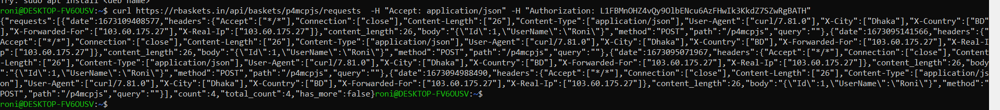 Try: sudo apt install <deb name>
roni@DESKTOP-FV6OUSV:~$ curl https://rbaskets.in/api/baskets/p4mcpjs/requests  -H "Accept: application/json" -H "Authorization: L1FBMnOHZ4vQy9OlbENcu6AzFHwIk3KkdZ7SZwRgBATH"
{"requests":[{"date":1673109408577,"headers":{"Accept":["*/*"],"Connection":["close"],"Content-Length":["26"],"Content-Type":["application/json"],"User-Agent":["curl/7.81.0"],"X-City":["Dhaka"],"X-Country":["BD"
],"X-Forwarded-For":["103.60.175.27"],"X-Real-Ip":["103.60.175.27"]},"content_length":26,"body":"{\"Id\":1,\"UserName\":\"Roni\"}","method":"POST","path":"/p4mcpjs","query":""},{"date":1673095141566,"headers":{"
Accept":["*/*"],"Connection":["close"],"Content-Length":["26"],"Content-Type":["application/json"],"User-Agent":["curl/7.81.0"],"X-City":["Dhaka"],"X-Country":["BD"],"X-Forwarded-For":["103.60.175.27"],"X-Real-I
p":["103.60.175.27"]},"content_length":26,"body":"{\"Id\":1,\"UserName\":\"Roni\"}","method":"POST","path":"/p4mcpjs","query":""},{"date":1673095071967,"headers":{"Accept":["*/*"],"Connection":["close"],"Content
-Length":["26"],"Content-Type":["application/json"],"User-Agent":["curl/7.81.0"],"X-City":["Dhaka"],"X-Country":["BD"],"X-Forwarded-For":["103.60.175.27"],"X-Real-Ip":["103.60.175.27"]},"content_length":26,"body
":"{\"Id\":1,\"UserName\":\"Roni\"}","method":"POST","path":"/p4mcpjs","query":""},{"date":1673094988490,"headers":{"Accept":["*/*"],"Connection":["close"],"Content-Length":["26"],"Content-Type":["application/js
on"],"User-Agent":["curl/7.81.0"],"X-City":["Dhaka"],"X-Country":["BD"],"X-Forwarded-For":["103.60.175.27"],"X-Real-Ip":["103.60.175.27"]},"content_length":26,"body":"{\"Id\":1,\"UserName\":\"Roni\"}","method":"
POST","path":"/p4mcpjs","query":""}],"count":4,"total_count":4,"has_more":false}roni@DESKTOP-FV6OUSV:~$
roni@DESKTOP-FV6OUSV:~$